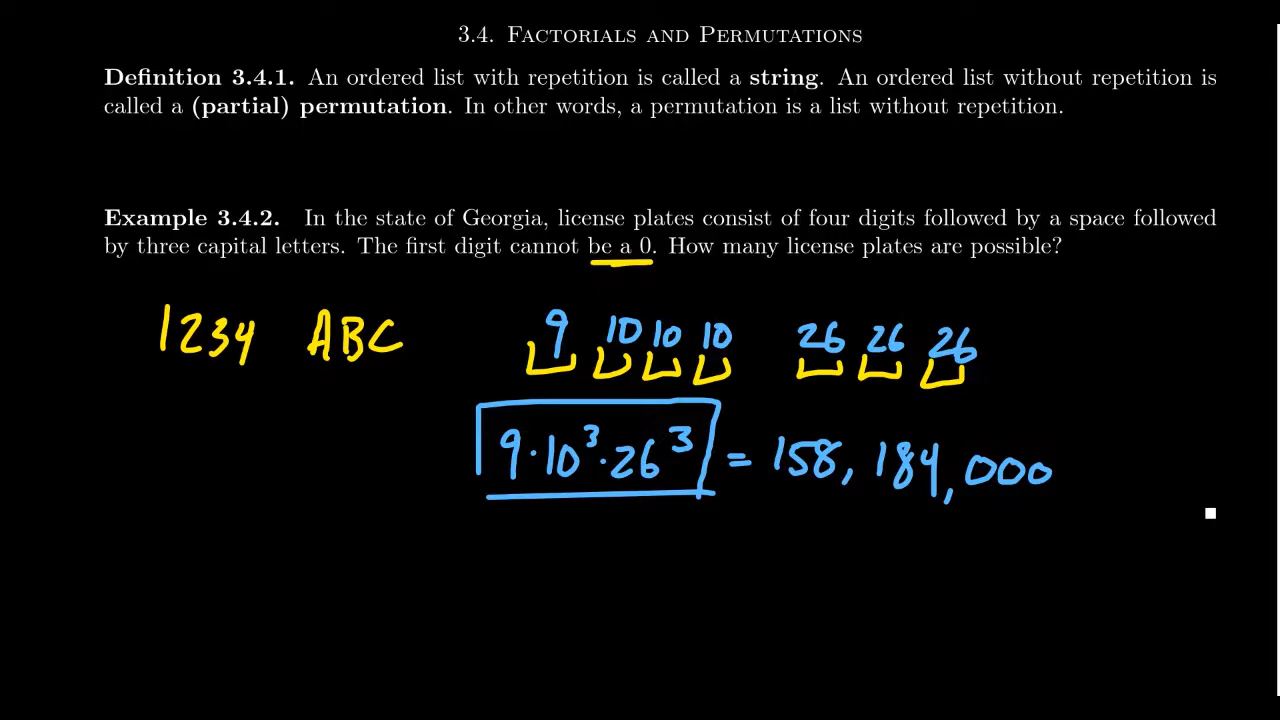 3.4. Factorials and Permutations
Definition 3.4.1. An ordered list with repetition is called a string. An ordered list without repetition is
called a (partial) permutation. In other words, a permutation is a list without repetition.
Example 3.4.2. In the state of Georgia, license plates consist of four digits followed by a space followed
by three capital letters. The first digit cannot be a 0. How many license plates are possible?
1234 ABC 9 10 10 10 26 26 26
9·10³·26³ = 158,184,000